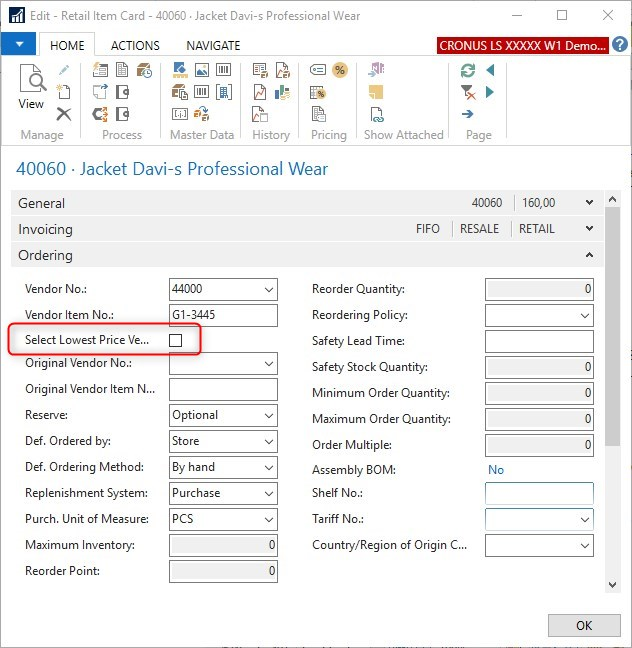 Edit - Retail Item Card - 40060 · Jacket Davi-s Professional Wear
HOME ACTIONS NAVIGATE CRONUS LS XXXXX W1 Demo...
View
Manage Process Master Data History Pricing Show Attached Page
40060 · Jacket Davi-s Professional Wear
General 40060 160,00
Invoicing FIFO RESALE RETAIL
Ordering
Vendor No.: 44000 Reorder Quantity: 0
Vendor Item No.: G1-3445 Reordering Policy:
Select Lowest Price Ve... Safety Lead Time:
Original Vendor No.: Safety Stock Quantity: 0
Original Vendor Item N... Minimum Order Quantity: 0
Reserve: Optional Maximum Order Quantity: 0
Def. Ordered by: Store Order Multiple: 0
Def. Ordering Method: By hand Assembly BOM: No
Replenishment System: Purchase Shelf No.:
Purch. Unit of Measure: PCS Tariff No.:
Maximum Inventory: 0 Country/Region of Origin C...
Reorder Point: 0
OK